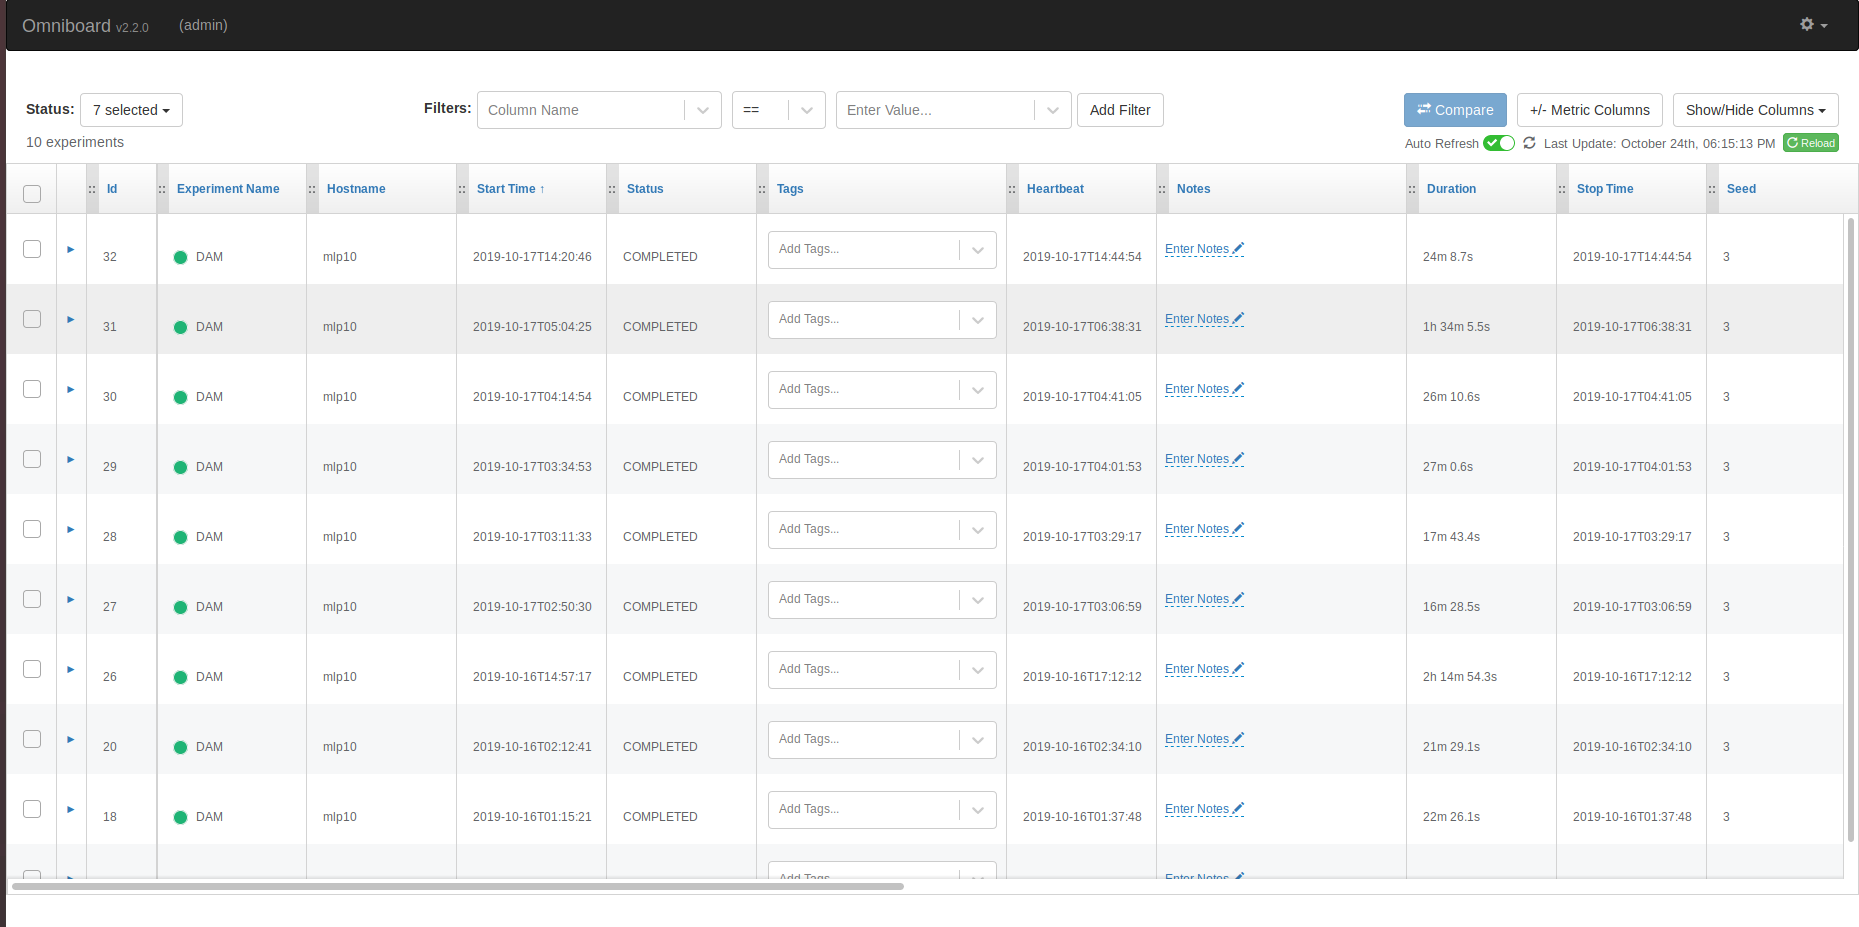 Omniboard v2.2.0 (admin)
Status: 7 selected Filters: Column Name == Enter Value... Add Filter Compare +/- Metric Columns Show/Hide Columns
10 experiments Auto Refresh Last Update: October 24th, 06:15:13 PM Reload
Id Experiment Name Hostname Start Time ↑ Status Tags Heartbeat Notes Duration Stop Time Seed
32 DAM mlp10 2019-10-17T14:20:46 COMPLETED Add Tags... 2019-10-17T14:44:54 Enter Notes 24m 8.7s 2019-10-17T14:44:54 3
31 DAM mlp10 2019-10-17T05:04:25 COMPLETED Add Tags... 2019-10-17T06:38:31 Enter Notes 1h 34m 5.5s 2019-10-17T06:38:31 3
30 DAM mlp10 2019-10-17T04:14:54 COMPLETED Add Tags... 2019-10-17T04:41:05 Enter Notes 26m 10.6s 2019-10-17T04:41:05 3
29 DAM mlp10 2019-10-17T03:34:53 COMPLETED Add Tags... 2019-10-17T04:01:53 Enter Notes 27m 0.6s 2019-10-17T04:01:53 3
28 DAM mlp10 2019-10-17T03:11:33 COMPLETED Add Tags... 2019-10-17T03:29:17 Enter Notes 17m 43.4s 2019-10-17T03:29:17 3
27 DAM mlp10 2019-10-17T02:50:30 COMPLETED Add Tags... 2019-10-17T03:06:59 Enter Notes 16m 28.5s 2019-10-17T03:06:59 3
26 DAM mlp10 2019-10-16T14:57:17 COMPLETED Add Tags... 2019-10-16T17:12:12 Enter Notes 2h 14m 54.3s 2019-10-16T17:12:12 3
20 DAM mlp10 2019-10-16T02:12:41 COMPLETED Add Tags... 2019-10-16T02:34:10 Enter Notes 21m 29.1s 2019-10-16T02:34:10 3
18 DAM mlp10 2019-10-16T01:15:21 COMPLETED Add Tags... 2019-10-16T01:37:48 Enter Notes 22m 26.1s 2019-10-16T01:37:48 3
Add Tags... Enter Notes